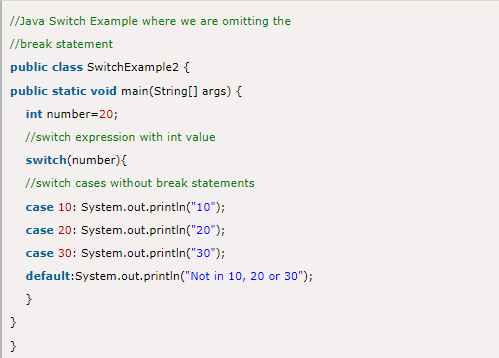 //Java Switch Example where we are omitting the
//break statement
public class SwitchExample2 {
public static void main(String[] args) {
int number=20;
//switch expression with int value
switch(number){
//switch cases without break statements
case 10: System.out.println("10");
case 20: System.out.println("20");
case 30: System.out.println("30");
default:System.out.println("Not in 10, 20 or 30");
}
}
}